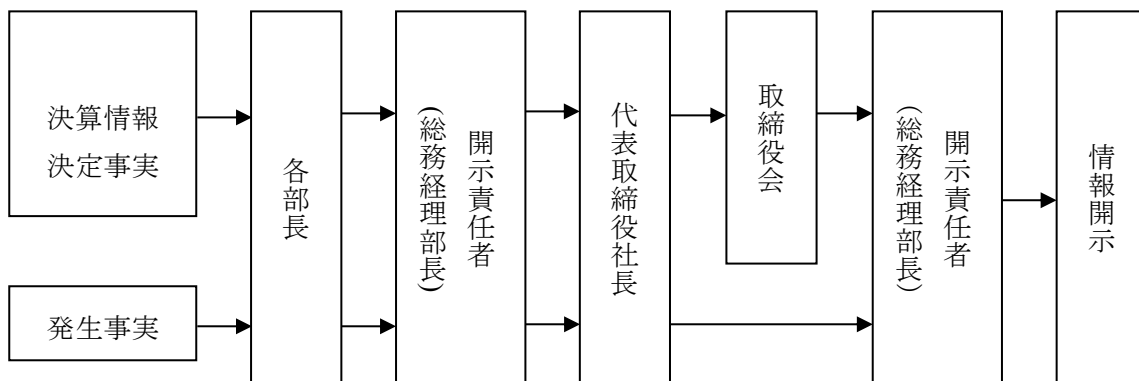 決算情報
決定事実
発生事実
各部長
開示責任者
(総務経理部長)
代表取締役社長
取締役会
開示責任者
(総務経理部長)
情報開示